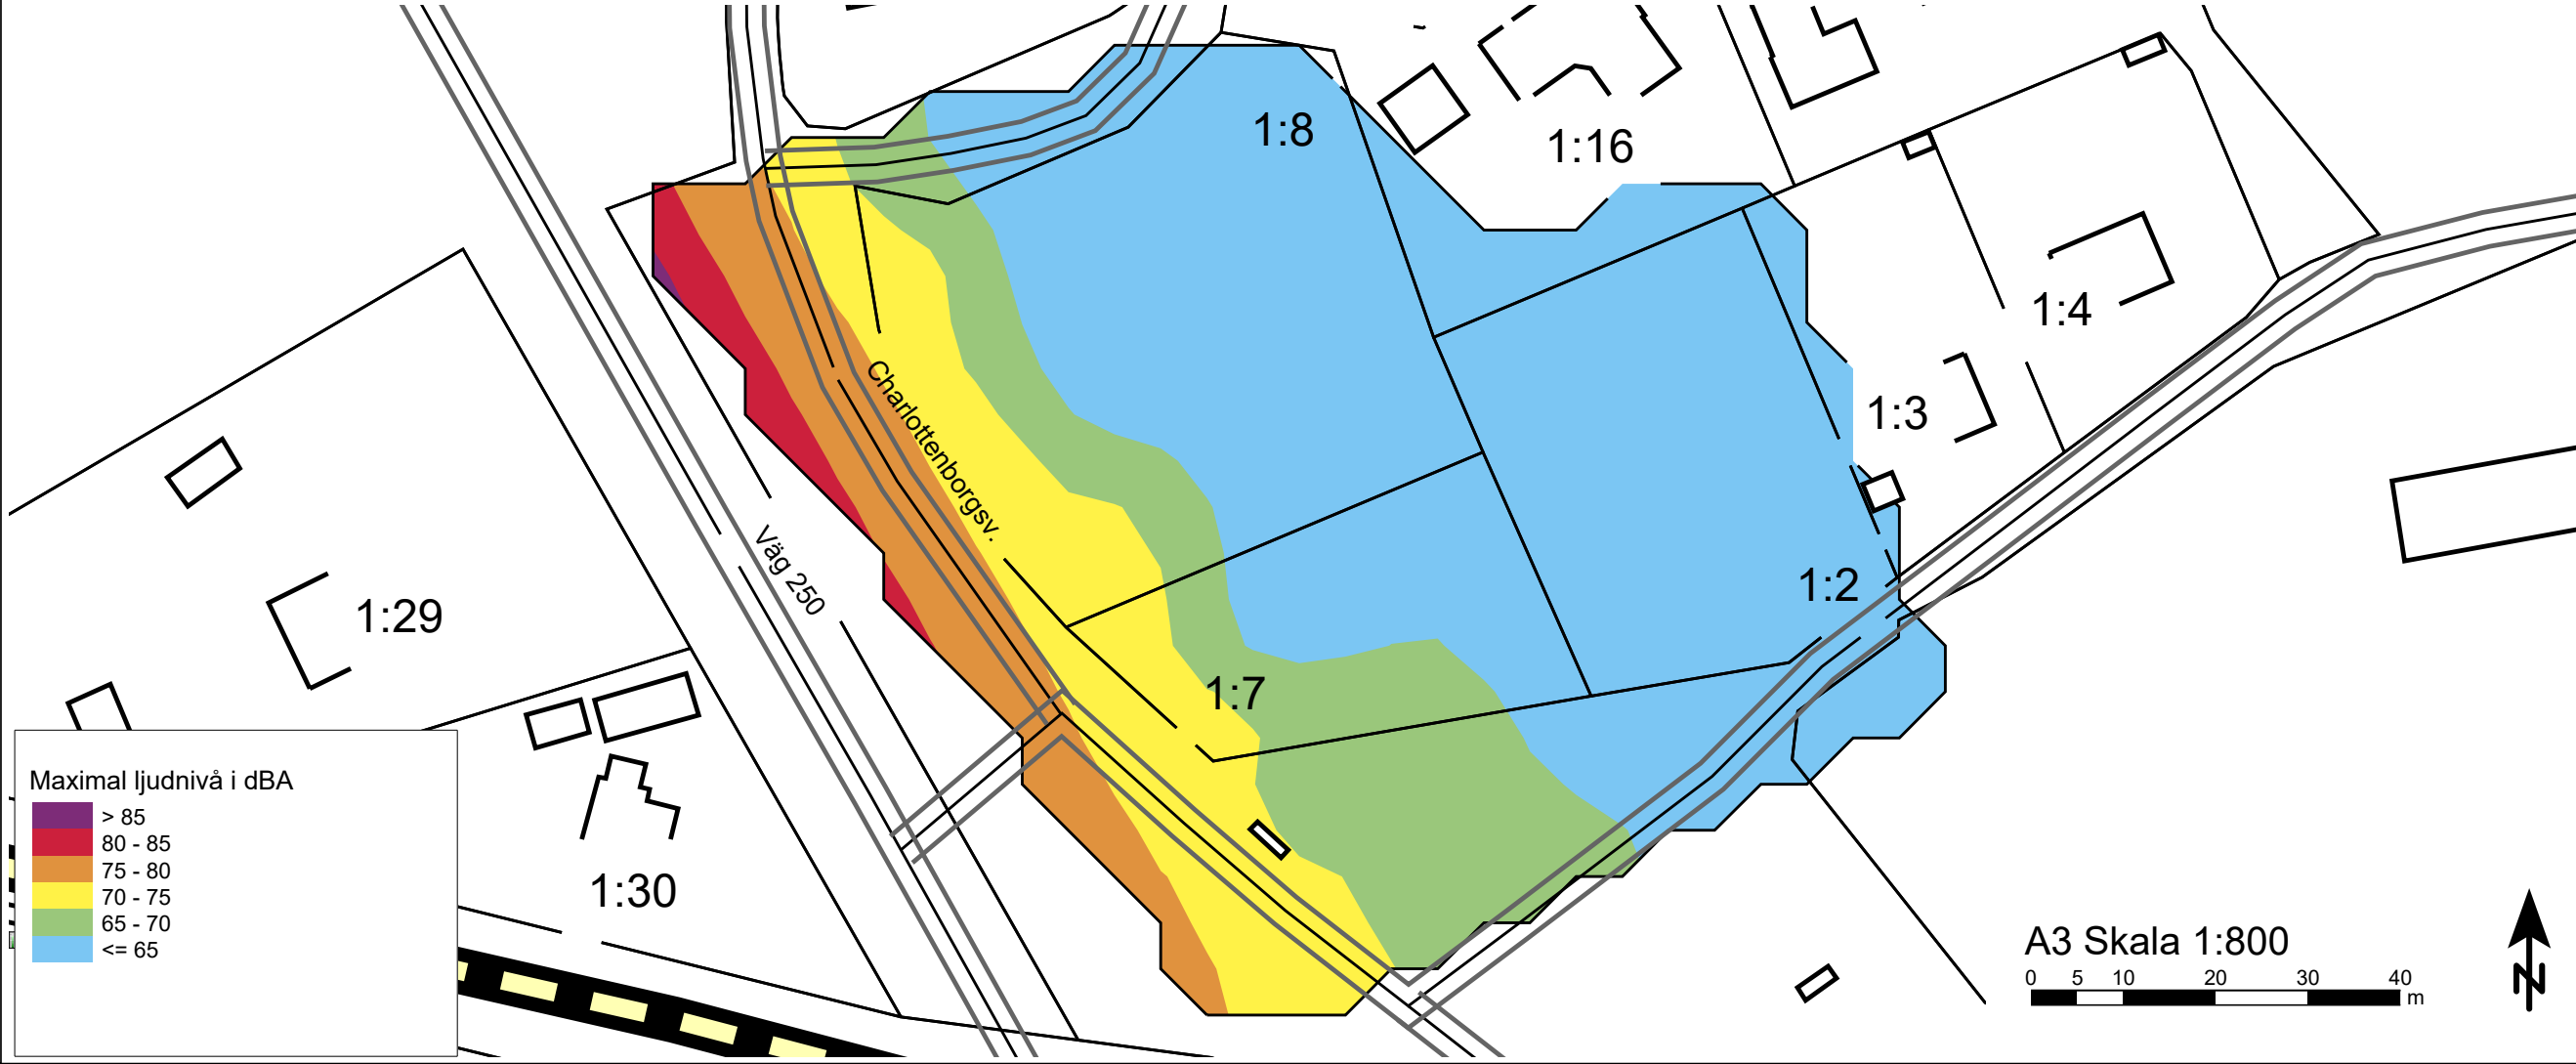 1:8
1:16
1:4
1:3
Charlottenborgsv.
Väg 250
1:2
1:29
1:7
1:30
Maximal ljudnivå i dBA
> 85
80 - 85
75 - 80
70 - 75
65 - 70
<= 65
A3 Skala 1:800
0 5 10 20 30 40
m
N